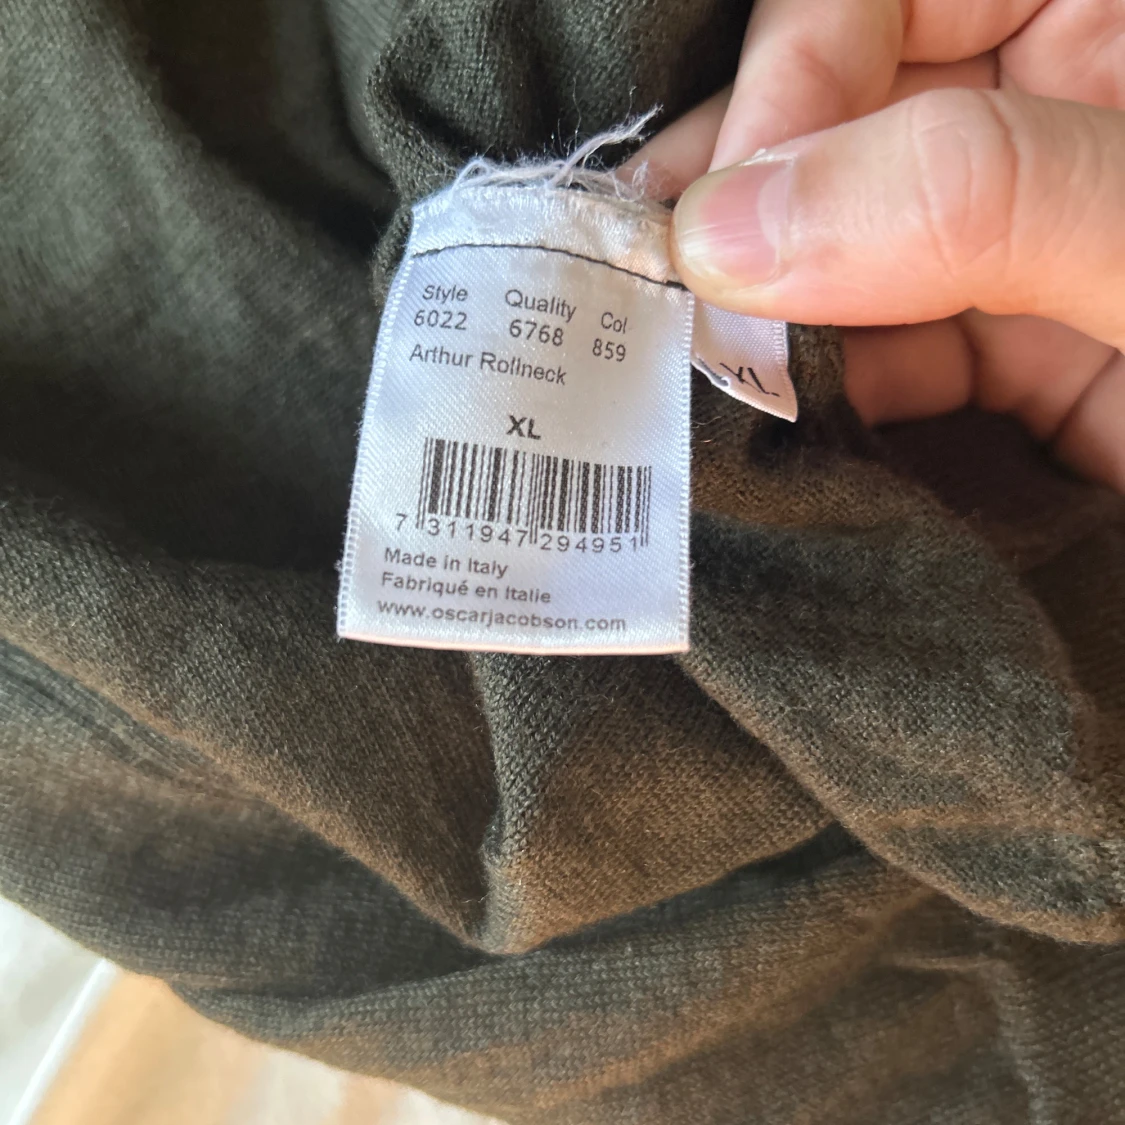 Style Quality Col
6022 6768 859
Arthur Rollneck
XL
7 311947 294951
Made in Italy
Fabriqué en Italie
www.oscarjacobson.com
XL